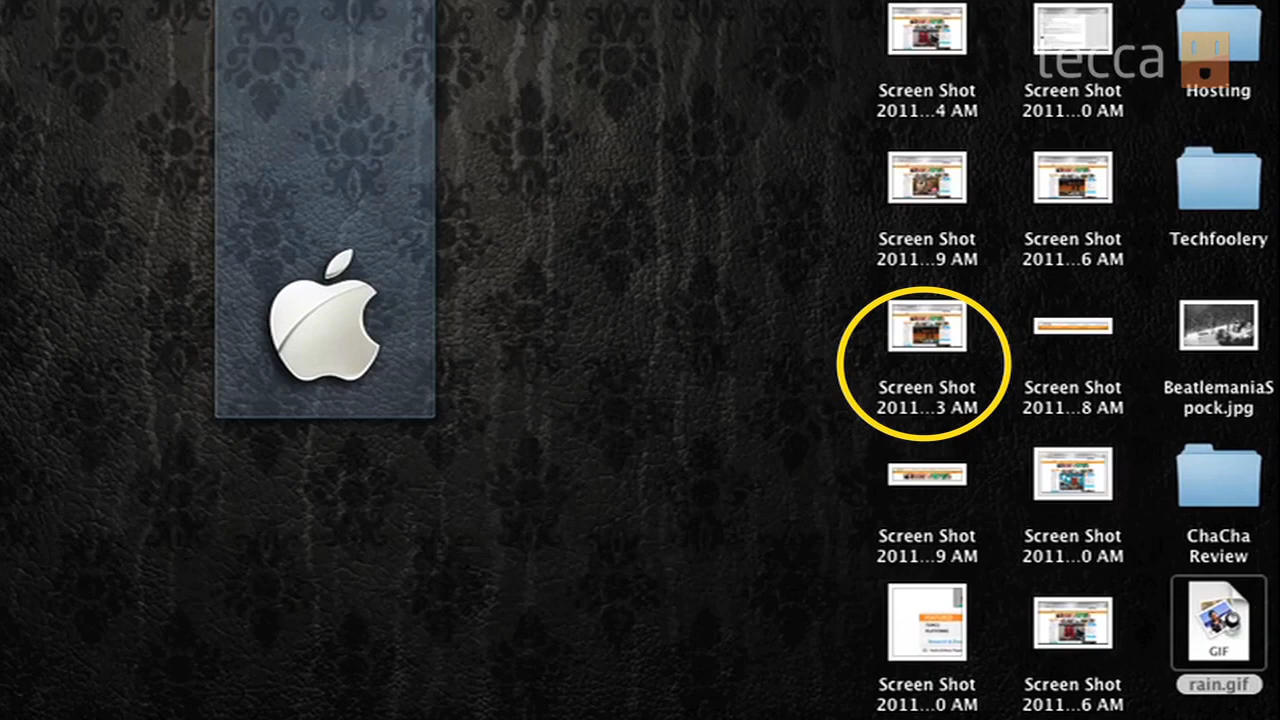 tecca
Screen Shot
2011...4 AM
Screen Shot
2011...0 AM
Hosting
Screen Shot
2011...9 AM
Screen Shot
2011...6 AM
Techfoolery
Screen Shot
2011...3 AM
Screen Shot
2011...8 AM
BeatlemaniaS
pock.jpg
Screen Shot
2011...9 AM
Screen Shot
2011...0 AM
ChaCha
Review
Screen Shot
2011...0 AM
Screen Shot
2011...6 AM
GIF
rain.gif